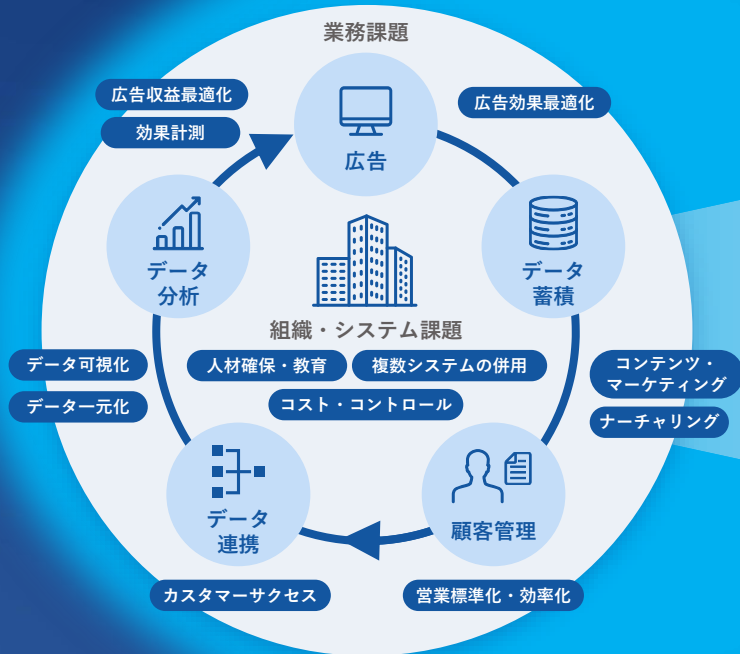 業務課題
広告収益最適化
効果計測
広告
広告効果最適化
データ
分析
データ
蓄積
組織・システム課題
人材確保・教育
複数システムの併用
コスト・コントロール
データ可視化
データ一元化
コンテンツ・
マーケティング
ナーチャリング
データ
連携
顧客管理
カスタマーサクセス
営業標準化・効率化